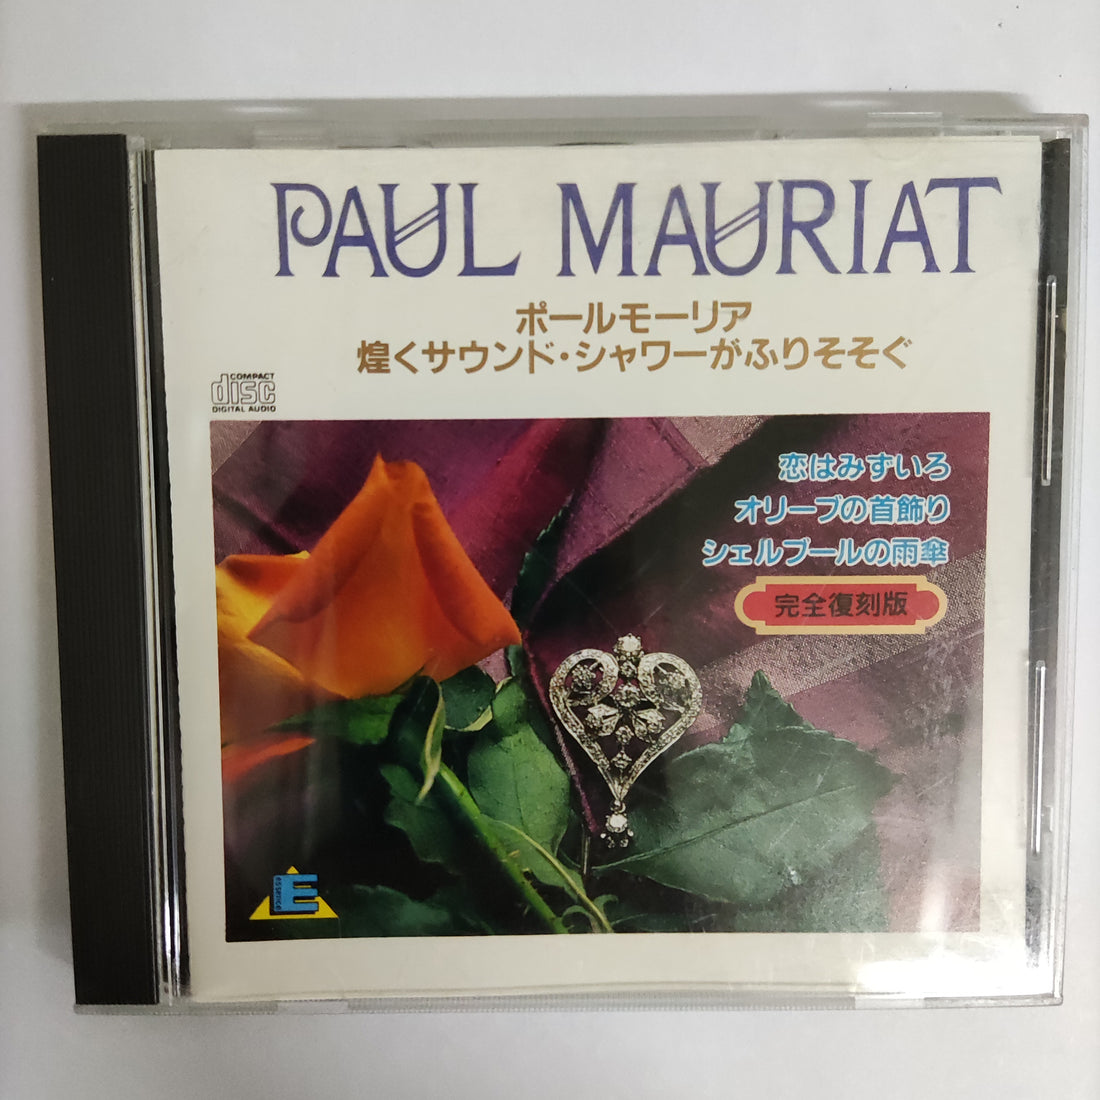 PAUL MAURIAT
ポールモーリア
煌くサウンド・シャワーがふりそそぐ
COMPACT
disc
DIGITAL AUDIO
恋はみずいろ
オリーブの首飾り
シェルブールの雨傘
完全復刻版
essence
E